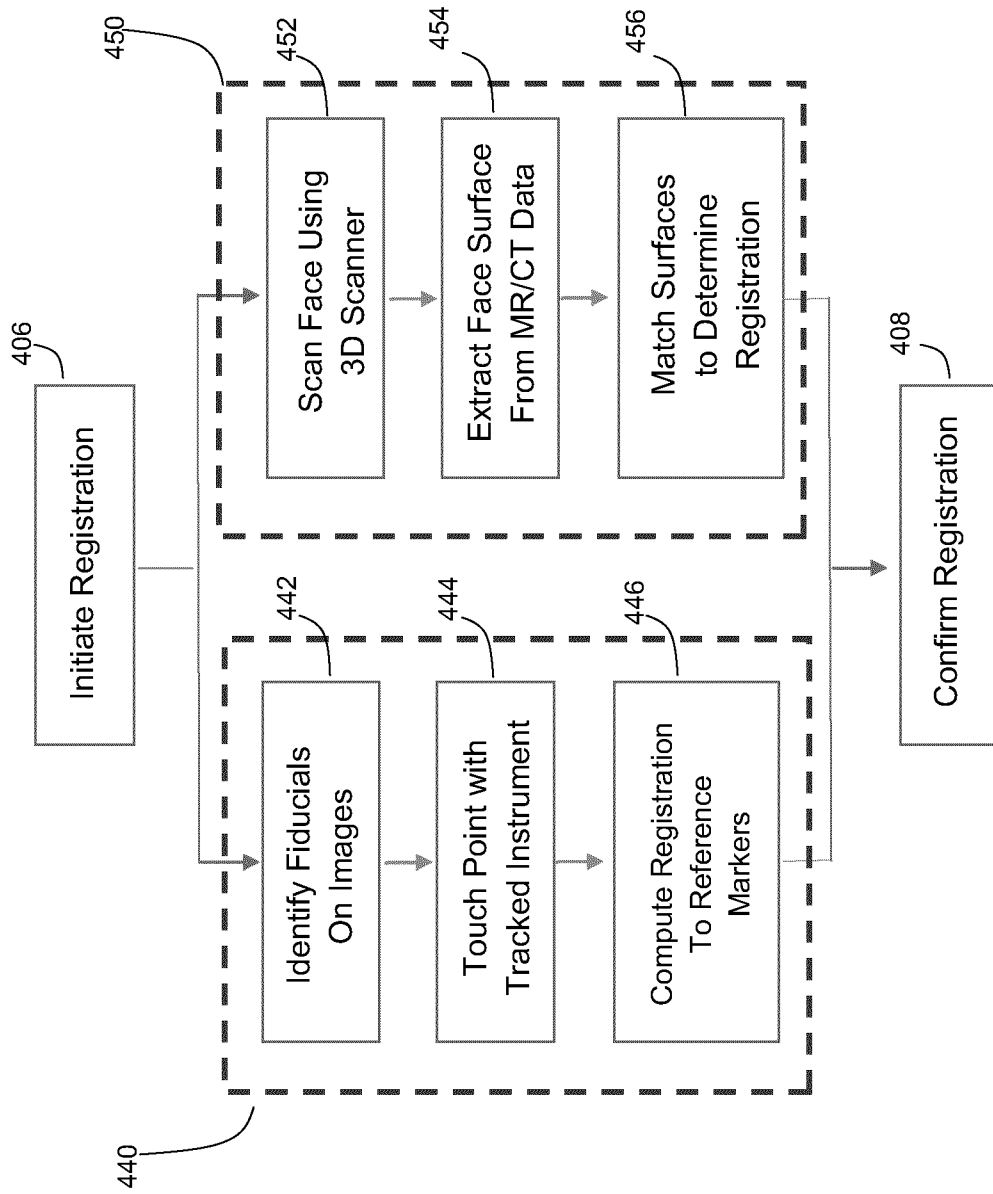 406
Initiate Registration
440
442
Identify Fiducials
On Images
444
Touch Point with
Tracked Instrument
446
Compute Registration
To Reference
Markers
450
452
Scan Face Using
3D Scanner
454
Extract Face Surface
From MR/CT Data
456
Match Surfaces
to Determine
Registration
408
Confirm Registration